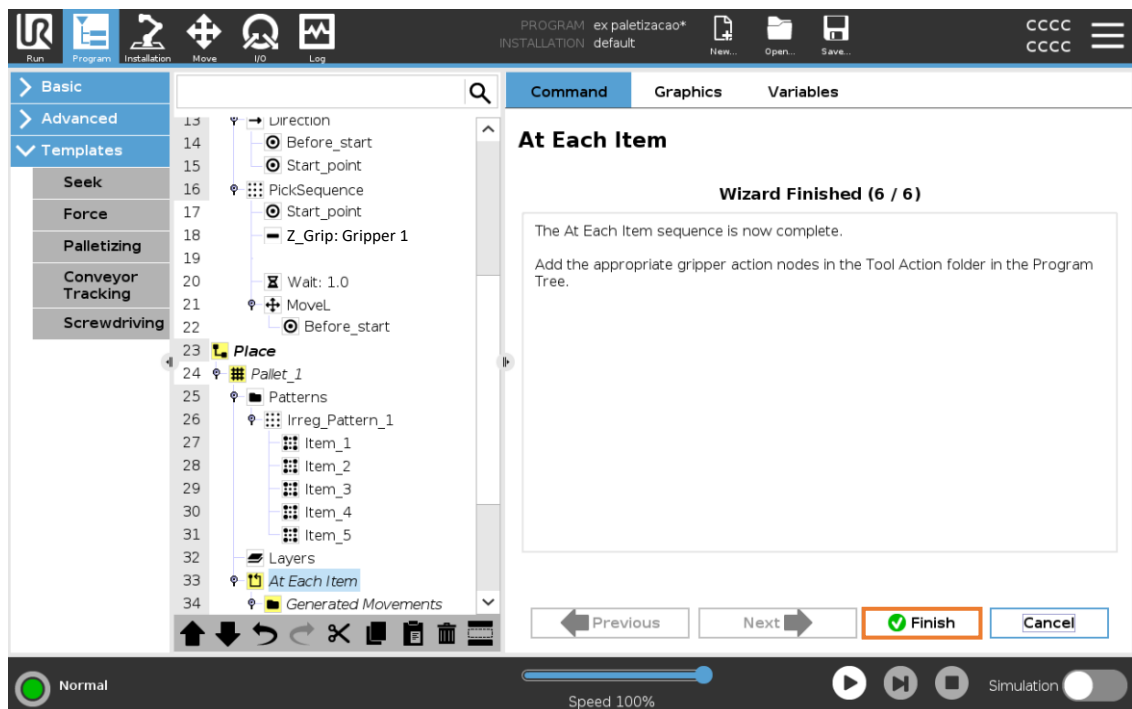 PROGRAM ex paletizacao*
INSTALLATION default
CCCC
CCCC
Run
Program
Installation
Move
I/O
Log
New...
Open...
Save...
Basic
Advanced
Templates
Seek
Force
Palletizing
Conveyor
Tracking
Screwdriving
13 Direction
14 Before_start
15 Start_point
16 PickSequence
17 Start_point
18 Z_Grip: Gripper 1
19
20 Wait: 1.0
21 MoveL
22 Before_start
23 Place
24 Pallet_1
25 Patterns
26 Irreg_Pattern_1
27 Item_1
28 Item_2
29 Item_3
30 Item_4
31 Item_5
32 Layers
33 At Each Item
34 Generated Movements
Command Graphics Variables
At Each Item
Wizard Finished (6 / 6)
The At Each Item sequence is now complete.
Add the appropriate gripper action nodes in the Tool Action folder in the Program
Tree.
Previous
Next
Finish
Cancel
Normal
Speed 100%
Simulation